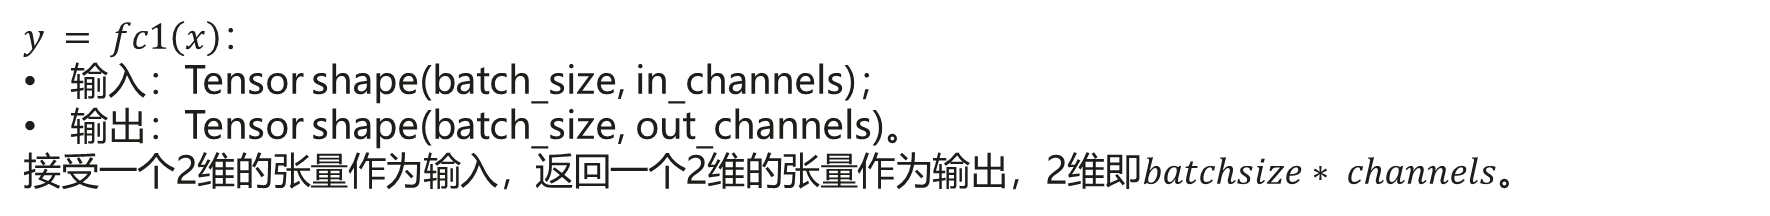 y = fc1(x):
• 输入：Tensor shape(batch_size, in_channels)；
• 输出：Tensor shape(batch_size, out_channels)。
接受一个2维的张量作为输入，返回一个2维的张量作为输出，2维即batchsize * channels。